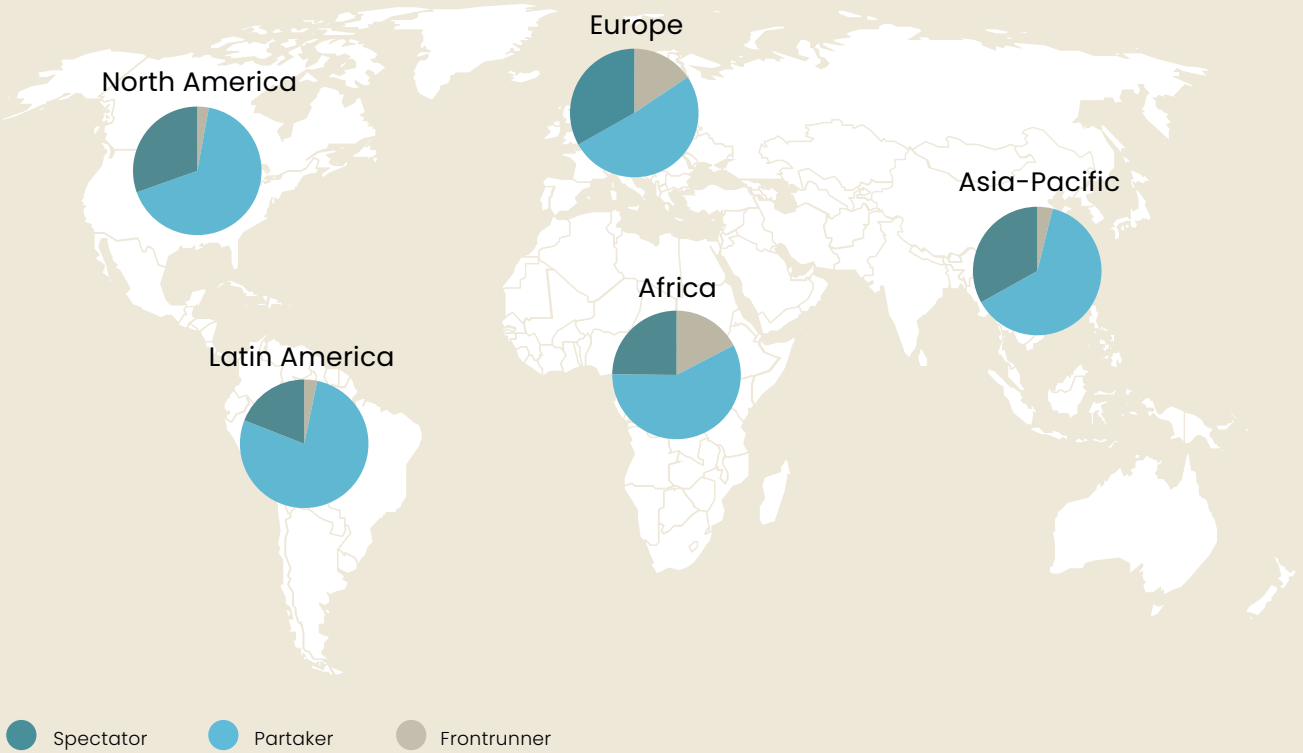 Europe
North America
Asia-Pacific
Africa
Latin America
Spectator
Partaker
Frontrunner